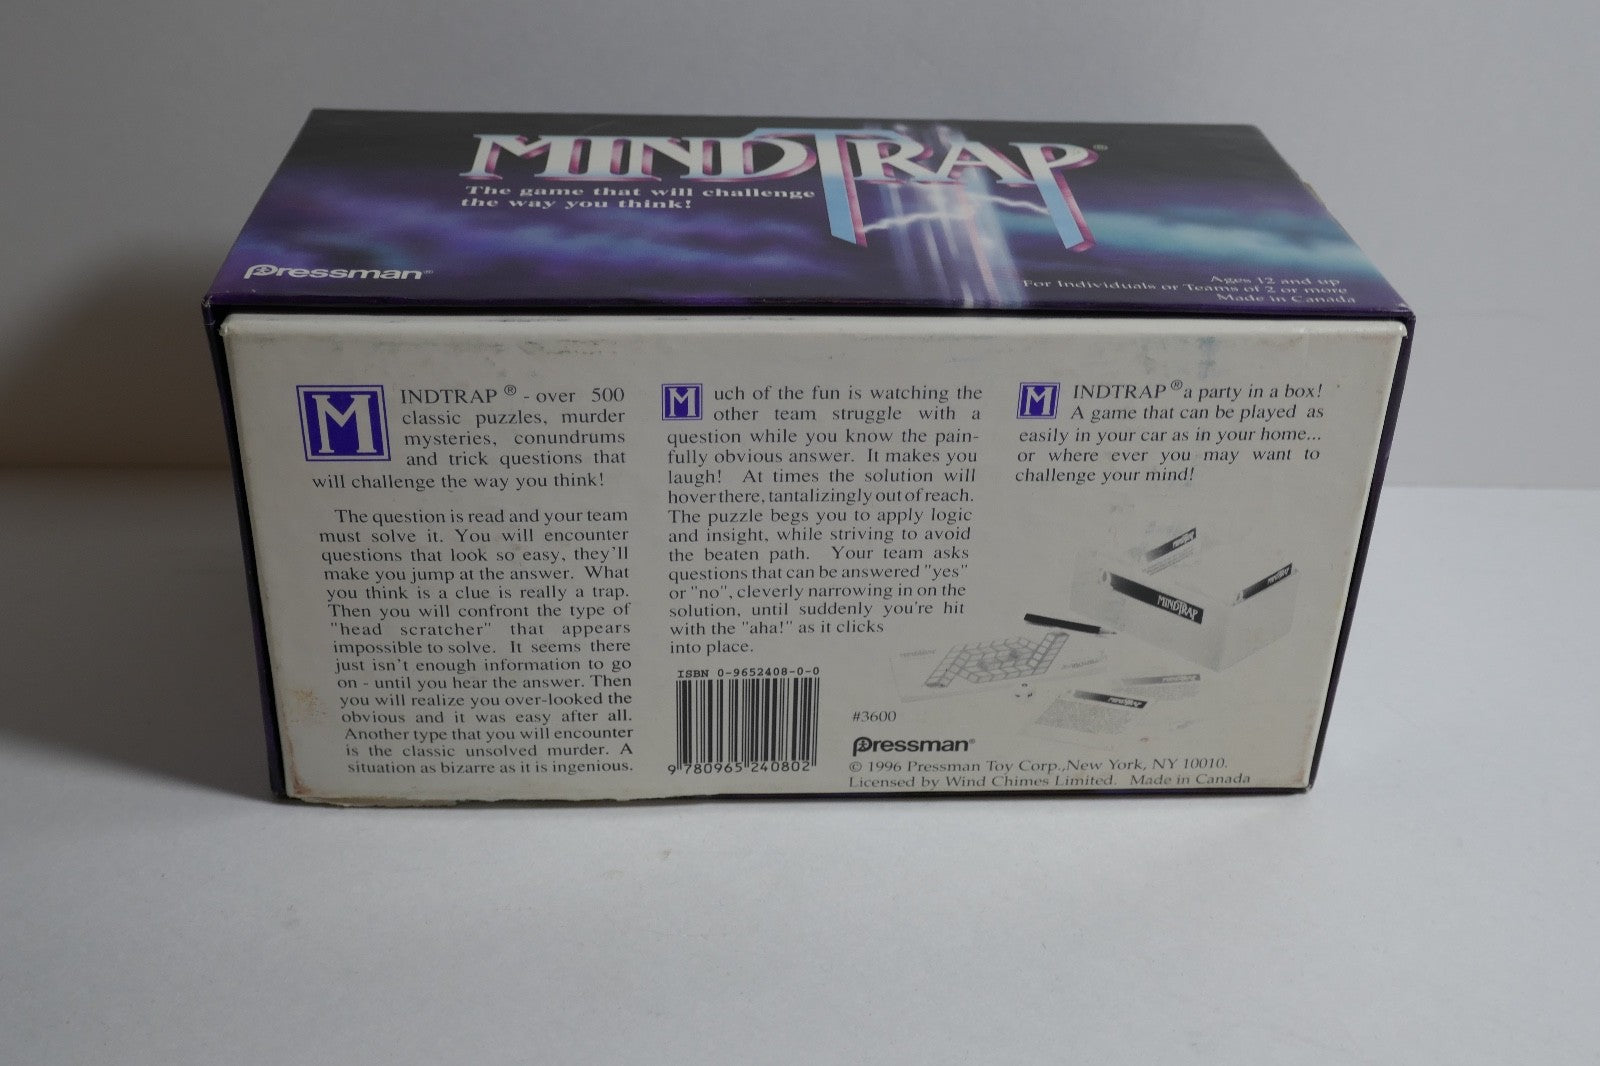 MINDTRAP®
The game that will challenge
the way you think!
Pressman®
Ages 12 and up
For Individuals or Teams of 2 or more
Made in Canada
MINDTRAP® - over 500
classic puzzles, murder
mysteries, conundrums
and trick questions that
will challenge the way you think!
The question is read and your team
must solve it. You will encounter
questions that look so easy, they'll
make you jump at the answer. What
you think is a clue is really a trap.
Then you will confront the type of
"head scratcher" that appears
impossible to solve. It seems there
just isn't enough information to go
on - until you hear the answer. Then
you will realize you over-looked the
obvious and it was easy after all.
Another type that you will encounter
is the classic unsolved murder. A
situation as bizarre as it is ingenious.
Much of the fun is watching the
other team struggle with a
question while you know the pain-
fully obvious answer. It makes you
laugh! At times the solution will
hover there, tantalizingly out of reach.
The puzzle begs you to apply logic
and insight, while striving to avoid
the beaten path. Your team asks
questions that can be answered "yes"
or "no", cleverly narrowing in on the
solution, until suddenly you're hit
with the "aha!" as it clicks
into place.
ISBN 0-9652408-0-0
9 780965 240802
MINDTRAP® a party in a box!
A game that can be played as
easily in your car as in your home...
or where ever you may want to
challenge your mind!
MINDTRAP
#3600
Pressman®
© 1996 Pressman Toy Corp.,New York, NY 10010.
Licensed by Wind Chimes Limited. Made in Canada